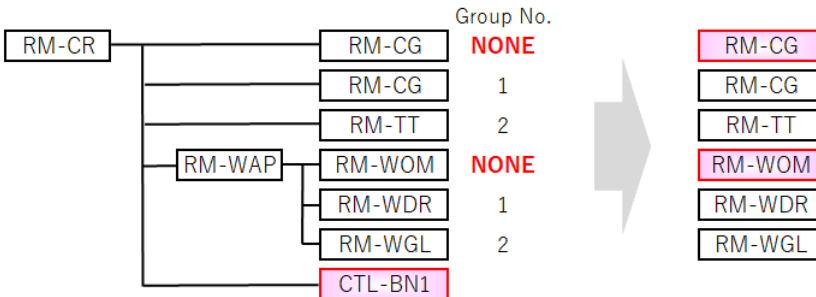 Group No.
RM-CR RM-CG NONE RM-CG
RM-CG 1 RM-CG
RM-TT 2 RM-TT
RM-WAP RM-WOM NONE RM-WOM
RM-WDR 1 RM-WDR
RM-WGL 2 RM-WGL
CTL-BN1